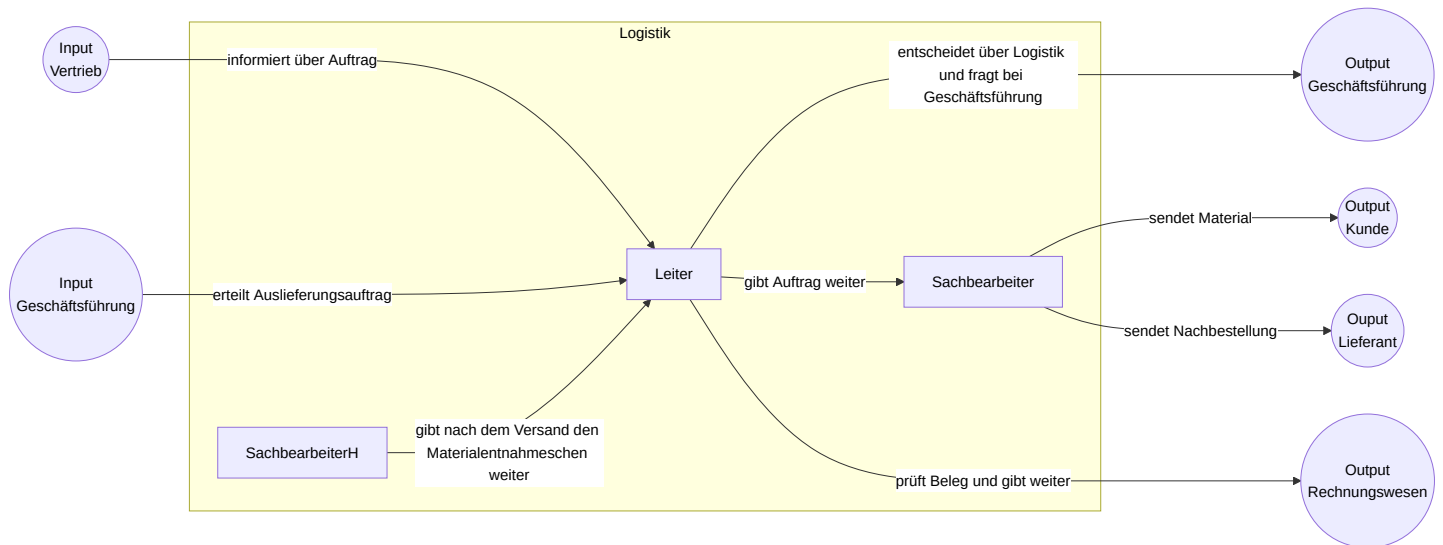 Logistik
Input
Vertrieb
informiert über Auftrag
entscheidet über Logistik
und fragt bei
Geschäftsführung
Output
Geschäftsführung
Input
Geschäftsführung
erteilt Auslieferungsauftrag
Leiter
gibt Auftrag weiter
Sachbearbeiter
sendet Material
Output
Kunde
sendet Nachbestellung
Ouput
Lieferant
SachbearbeiterH
gibt nach dem Versand den
Materialentnahmeschen
weiter
prüft Beleg und gibt weiter
Output
Rechnungswesen